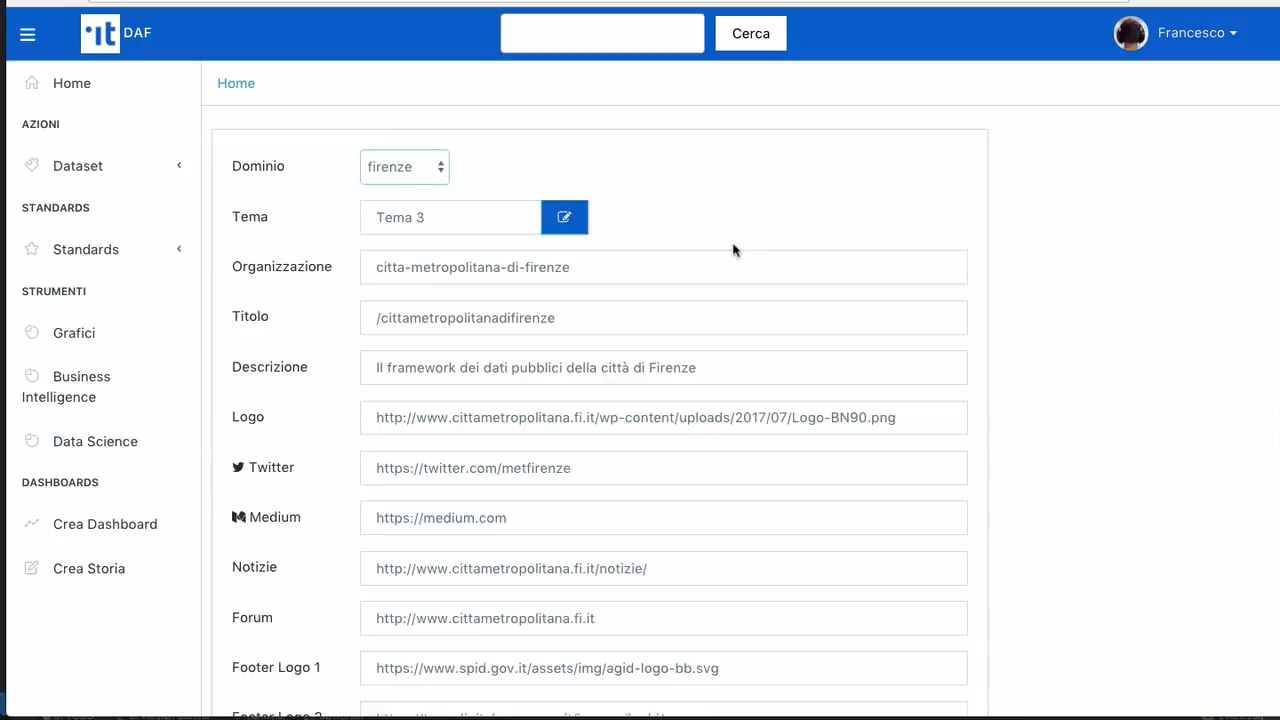 DAF
Cerca
Francesco
Home
AZIONI
Dataset
STANDARDS
Standards
STRUMENTI
Grafici
Business
Intelligence
Data Science
DASHBOARDS
Crea Dashboard
Crea Storia
Home
Dominio firenze
Tema Tema 3
Organizzazione citta-metropolitana-di-firenze
Titolo /cittametropolitanadifirenze
Descrizione Il framework dei dati pubblici della città di Firenze
Logo http://www.cittametropolitana.fi.it/wp-content/uploads/2017/07/Logo-BN90.png
Twitter https://twitter.com/metfirenze
Medium https://medium.com
Notizie http://www.cittametropolitana.fi.it/notizie/
Forum http://www.cittametropolitana.fi.it
Footer Logo 1 https://www.spid.gov.it/assets/img/agid-logo-bb.svg
Footer Logo 2